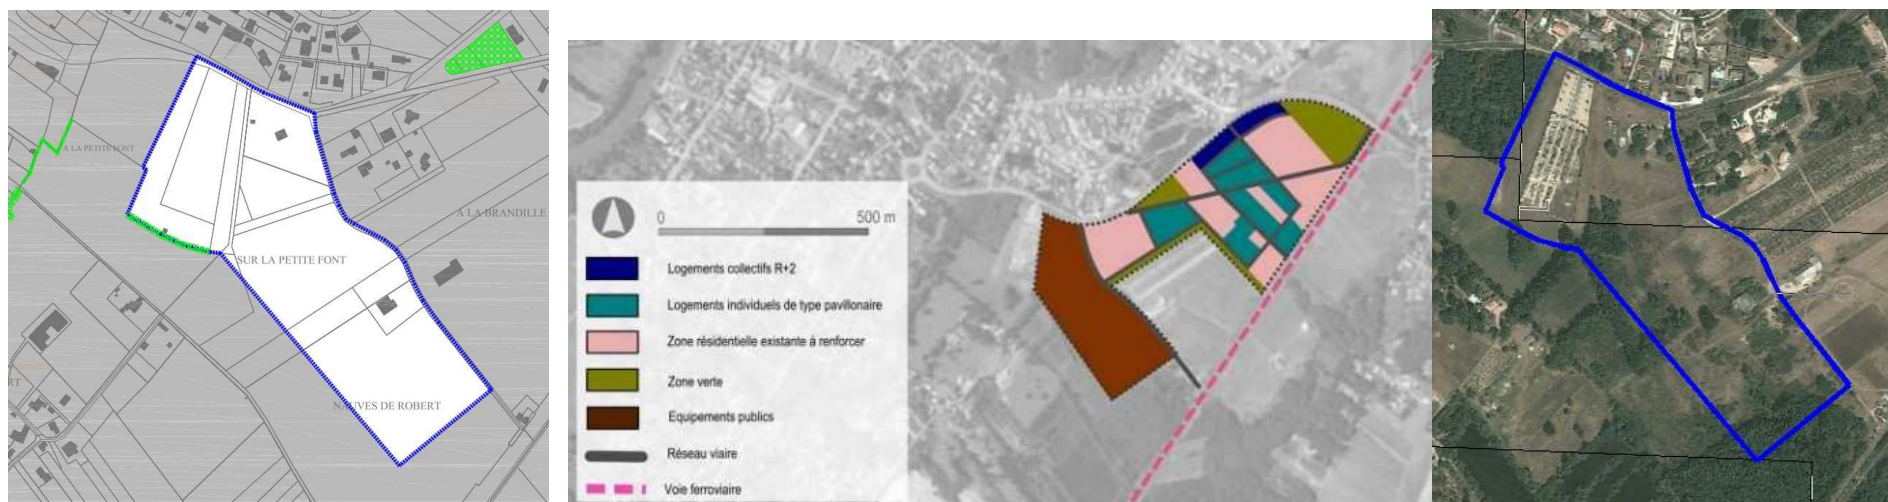 A LA PETITE FONT
A LA BRANDILLE
SUR LA PETITE FONT
NAUVES DE ROBERT
RT
0 500 m
Logements collectifs R+2
Logements individuels de type pavillonaire
Zone résidentielle existante à renforcer
Zone verte
Equipements publics
Réseau viaire
Voie ferroviaire